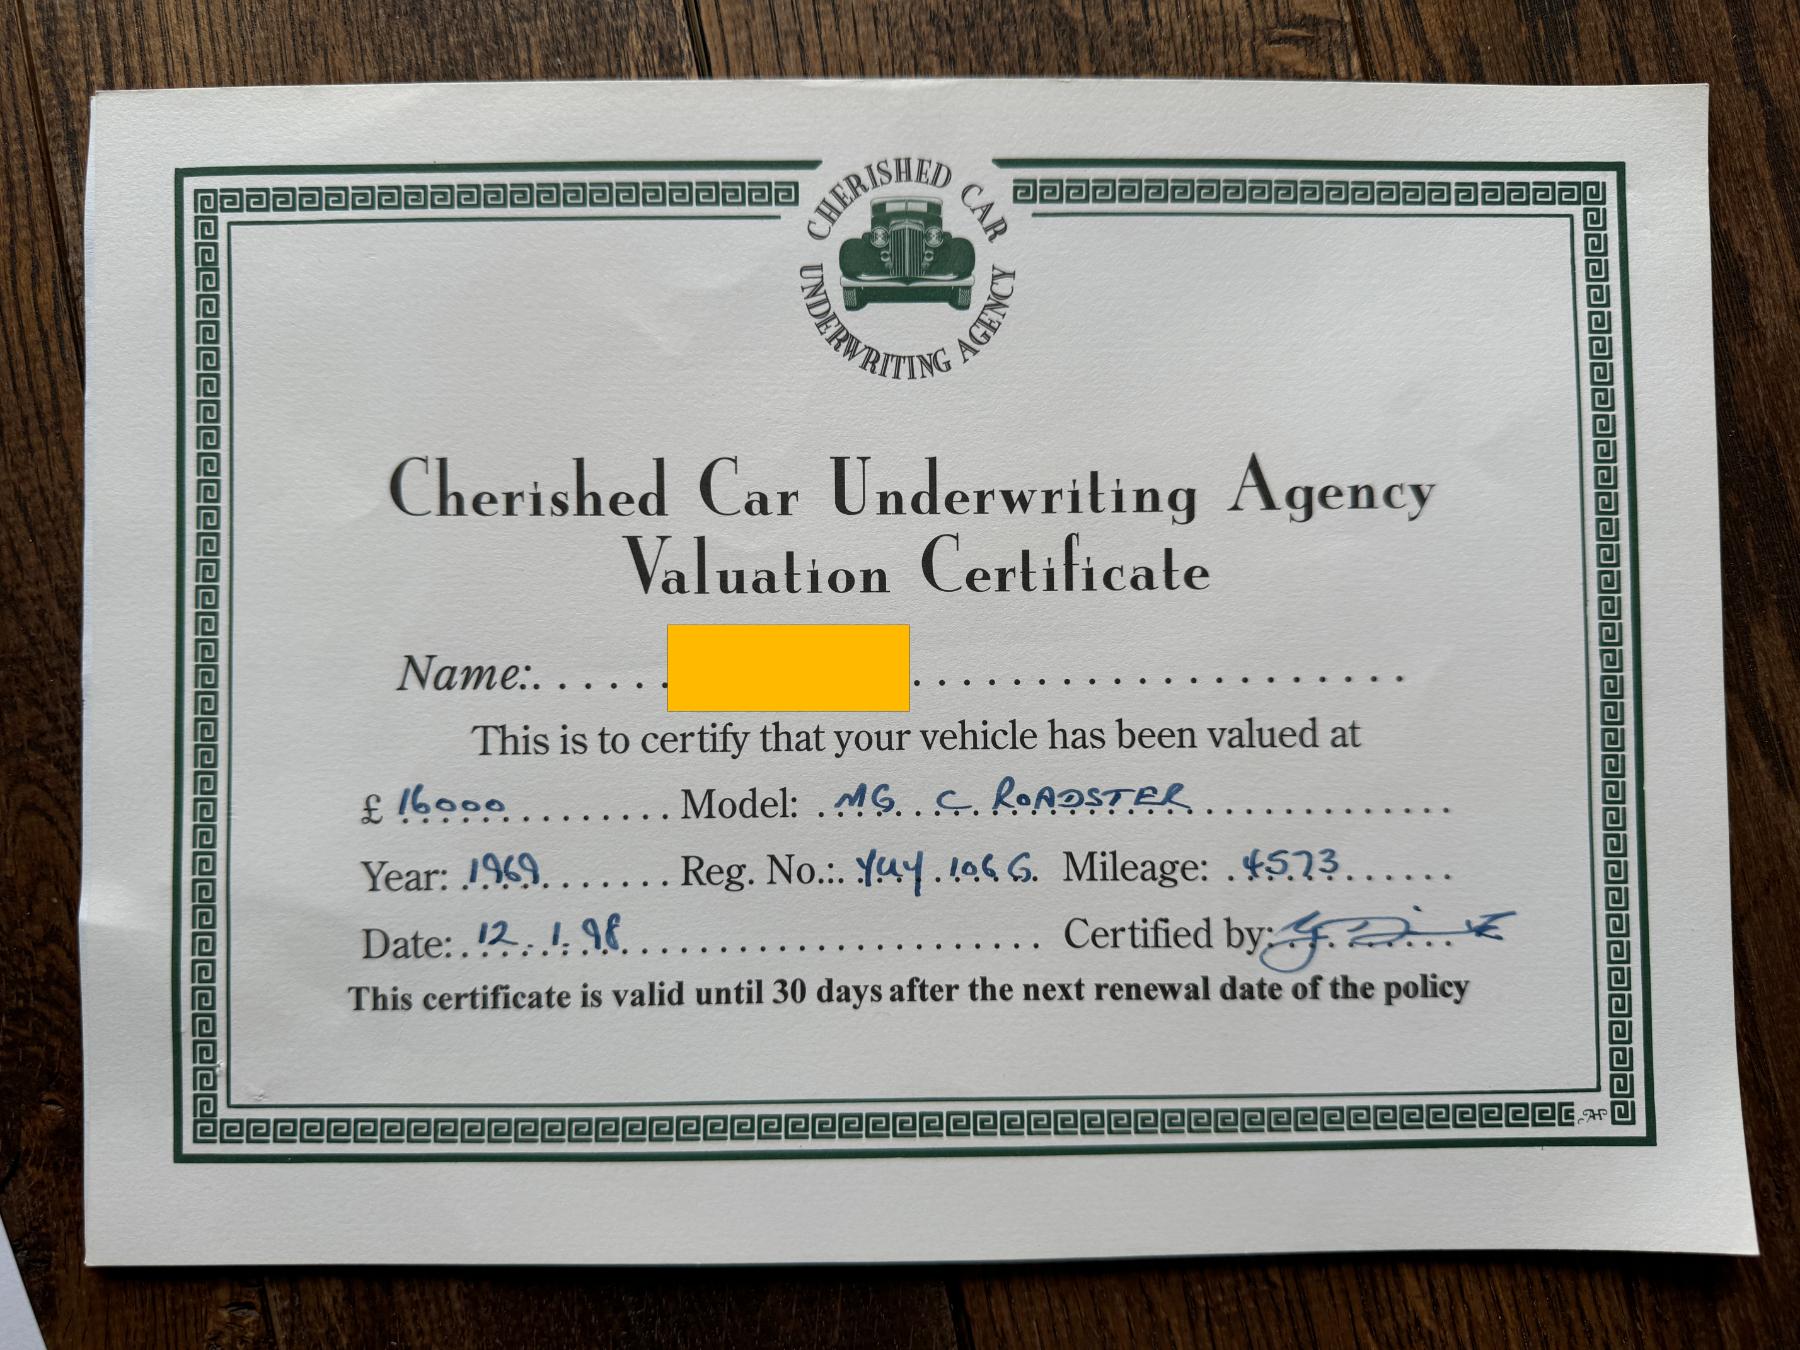 CHERISHED CAR
UNDERWRITING AGENCY
Cherished Car Underwriting Agency
Valuation Certificate
Name:
This is to certify that your vehicle has been valued at
£ 16000 Model: MG C ROADSTER
Year: 1969 Reg. No.: YUY 106 G Mileage: 4573
Date: 12.1.98 Certified by:
This certificate is valid until 30 days after the next renewal date of the policy